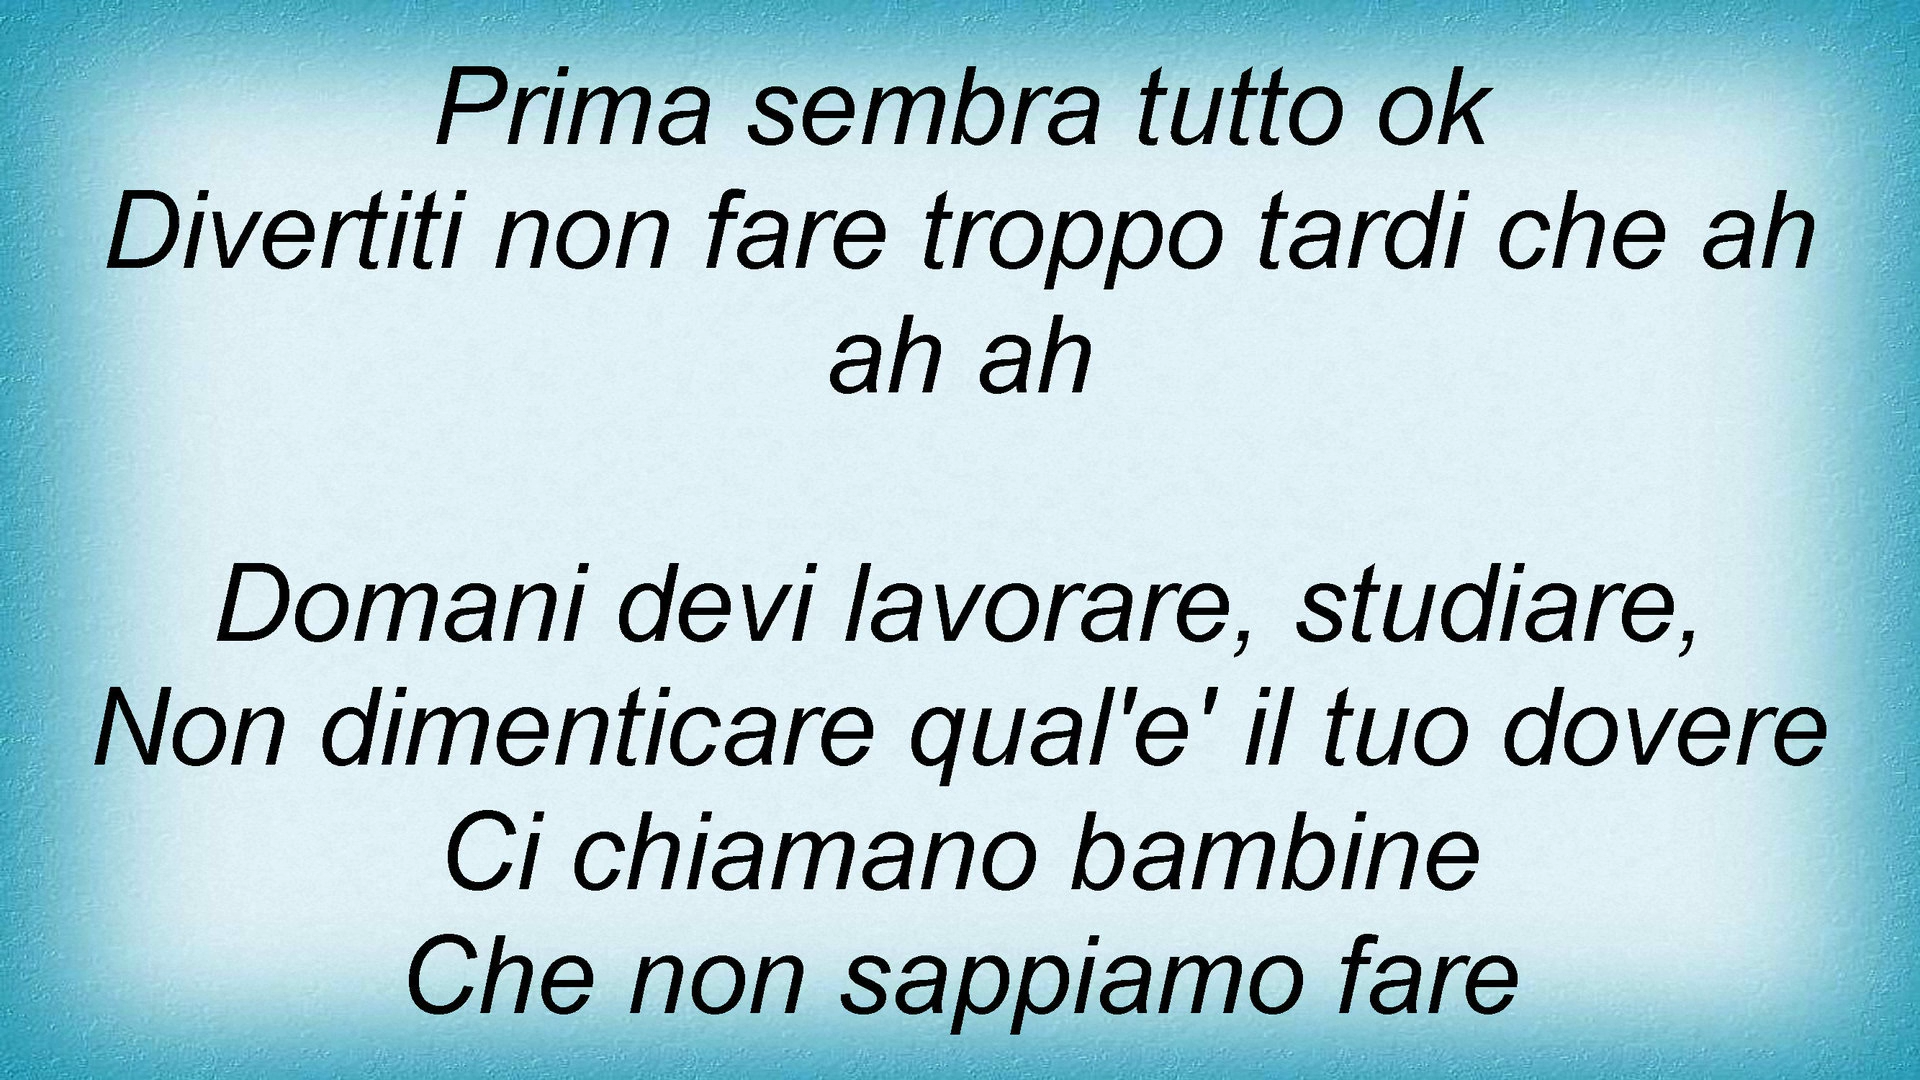 Prima sembra tutto ok
Divertiti non fare troppo tardi che ah
ah ah
Domani devi lavorare, studiare,
Non dimenticare qual'e' il tuo dovere
Ci chiamano bambine
Che non sappiamo fare